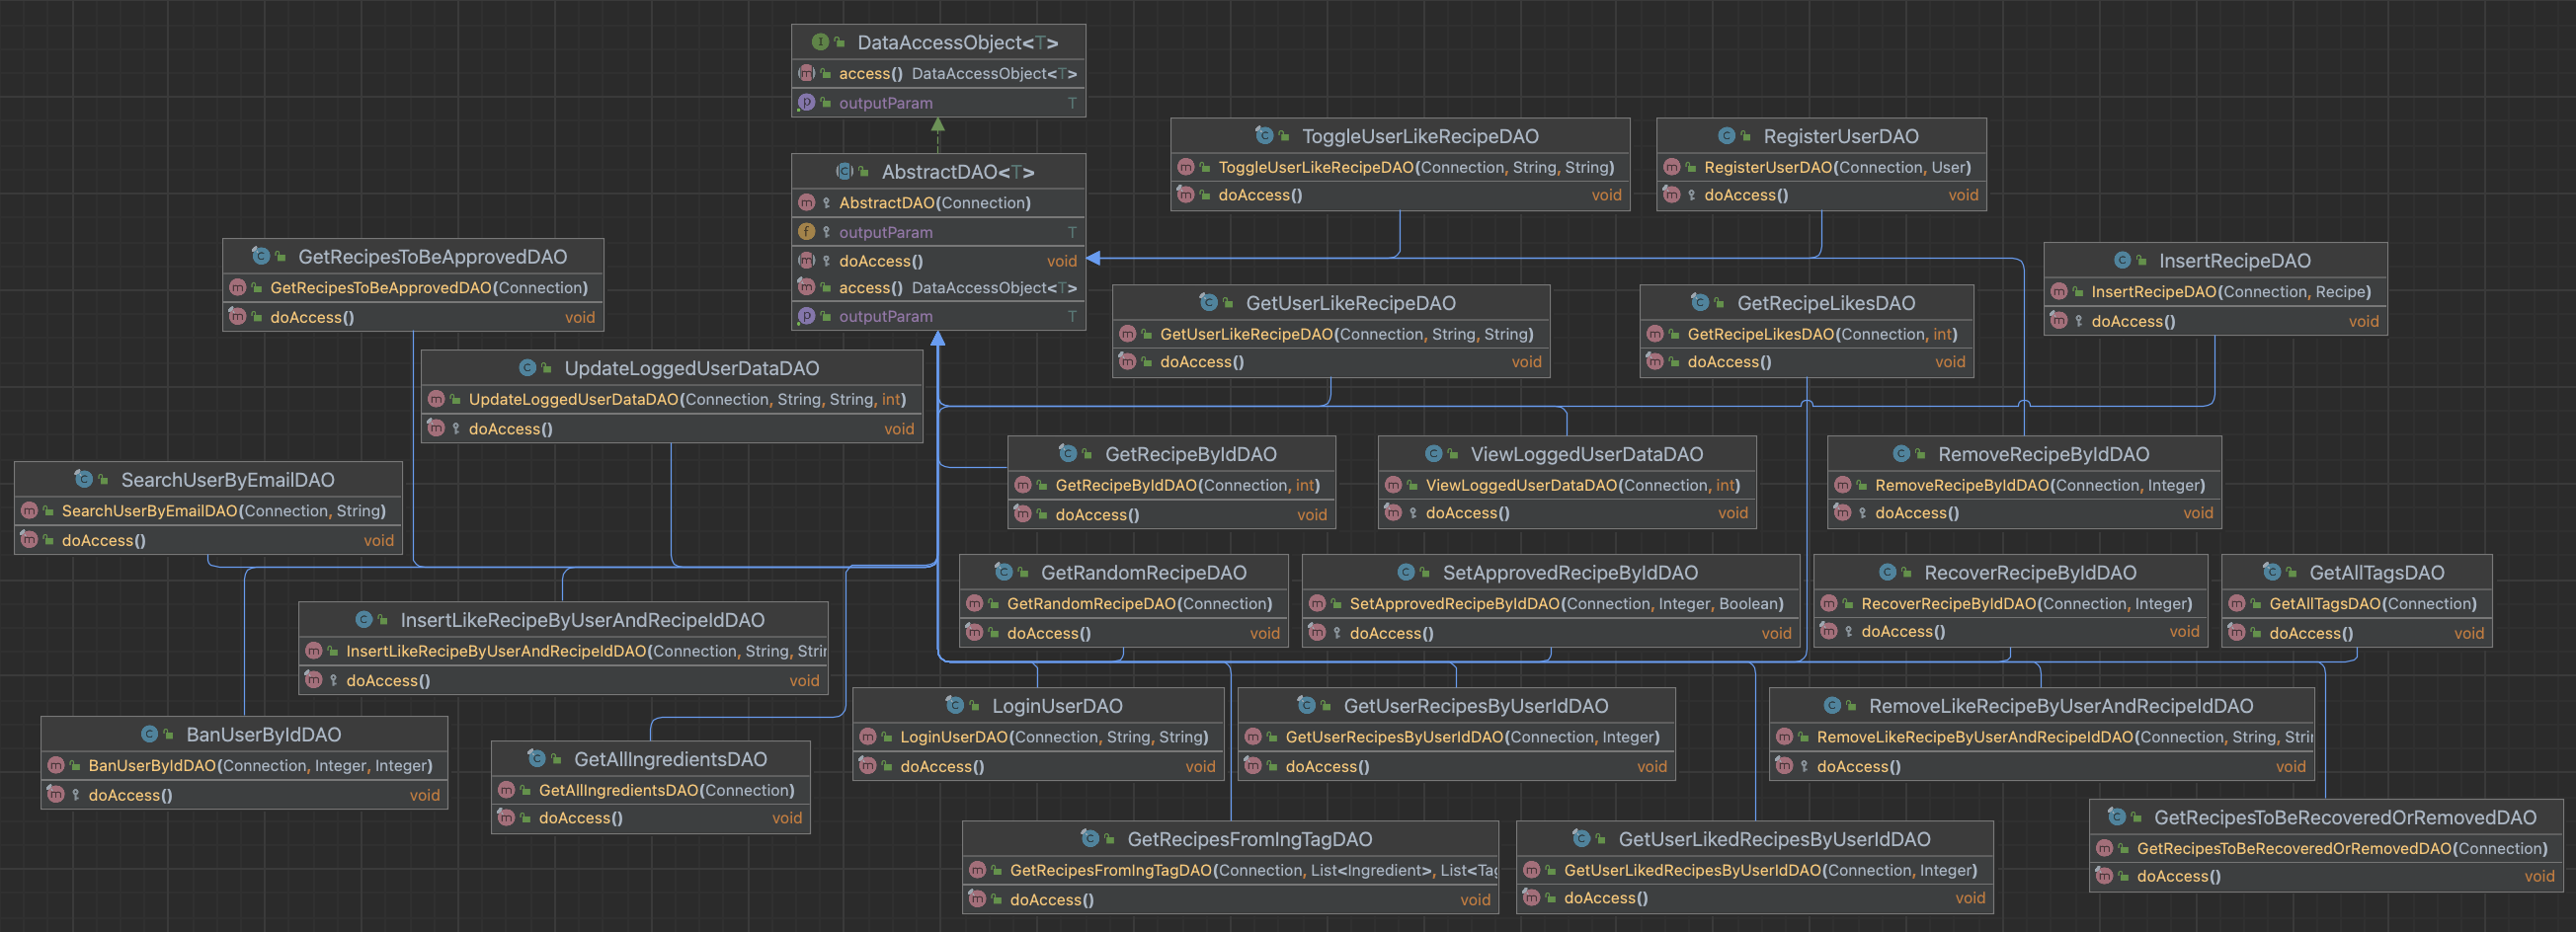 DataAccessObject<T>
access() DataAccessObject<T>
outputParam T
AbstractDAO<T>
AbstractDAO(Connection)
outputParam T
doAccess() void
access() DataAccessObject<T>
outputParam T
ToggleUserLikeRecipeDAO
ToggleUserLikeRecipeDAO(Connection, String, String)
doAccess() void
RegisterUserDAO
RegisterUserDAO(Connection, User)
doAccess() void
GetRecipesToBeApprovedDAO
GetRecipesToBeApprovedDAO(Connection)
doAccess() void
InsertRecipeDAO
InsertRecipeDAO(Connection, Recipe)
doAccess() void
GetUserLikeRecipeDAO
GetUserLikeRecipeDAO(Connection, String, String)
doAccess() void
GetRecipeLikesDAO
GetRecipeLikesDAO(Connection, int)
doAccess() void
UpdateLoggedUserDataDAO
UpdateLoggedUserDataDAO(Connection, String, String, int)
doAccess() void
SearchUserByEmailDAO
SearchUserByEmailDAO(Connection, String)
doAccess() void
GetRecipeByIdDAO
GetRecipeByIdDAO(Connection, int)
doAccess() void
ViewLoggedUserDataDAO
ViewLoggedUserDataDAO(Connection, int)
doAccess() void
RemoveRecipeByIdDAO
RemoveRecipeByIdDAO(Connection, Integer)
doAccess() void
GetRandomRecipeDAO
GetRandomRecipeDAO(Connection)
doAccess() void
SetApprovedRecipeByIdDAO
SetApprovedRecipeByIdDAO(Connection, Integer, Boolean)
doAccess() void
RecoverRecipeByIdDAO
RecoverRecipeByIdDAO(Connection, Integer)
doAccess() void
GetAllTagsDAO
GetAllTagsDAO(Connection)
doAccess() void
InsertLikeRecipeByUserAndRecipeIdDAO
InsertLikeRecipeByUserAndRecipeIdDAO(Connection, String, Strin
doAccess() void
BanUserByIdDAO
BanUserByIdDAO(Connection, Integer, Integer)
doAccess() void
GetAllIngredientsDAO
GetAllIngredientsDAO(Connection)
doAccess() void
LoginUserDAO
LoginUserDAO(Connection, String, String)
doAccess() void
GetUserRecipesByUserIdDAO
GetUserRecipesByUserIdDAO(Connection, Integer)
doAccess() void
RemoveLikeRecipeByUserAndRecipeIdDAO
RemoveLikeRecipeByUserAndRecipeIdDAO(Connection, String, Strin
doAccess() void
GetRecipesFromIngTagDAO
GetRecipesFromIngTagDAO(Connection, List<Ingredient>, List<Tag
doAccess() void
GetUserLikedRecipesByUserIdDAO
GetUserLikedRecipesByUserIdDAO(Connection, Integer)
doAccess() void
GetRecipesToBeRecoveredOrRemovedDAO
GetRecipesToBeRecoveredOrRemovedDAO(Connection)
doAccess() void